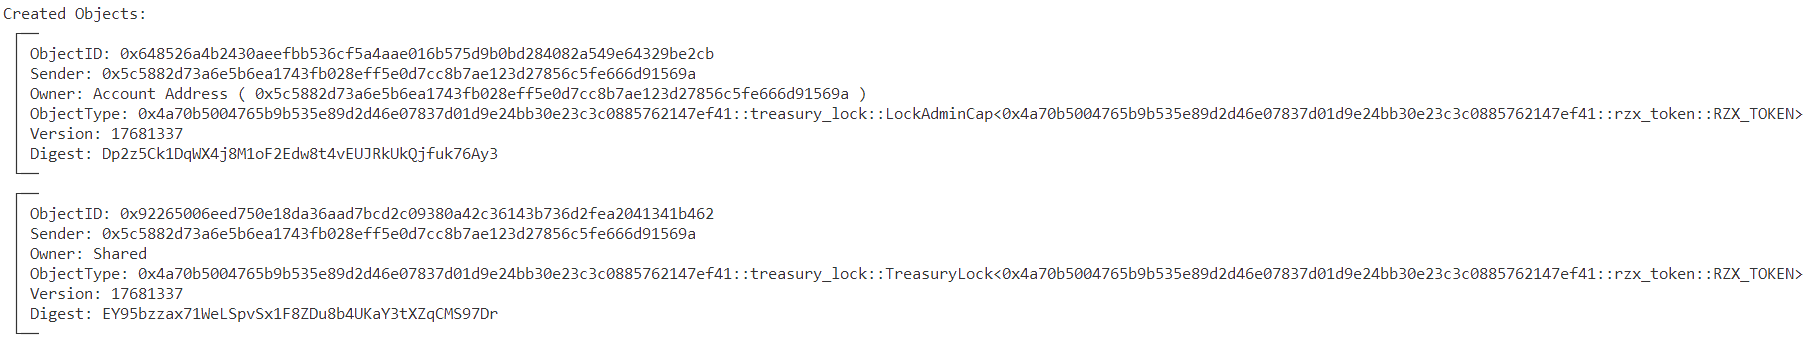 Created Objects:
ObjectID: 0x648526a4b2430aeefbb536cf5a4aae016b575d9b0bd284082a549e64329be2cb
Sender: 0x5c5882d73a6e5b6ea1743fb028eff5e0d7cc8b7ae123d27856c5fe666d91569a
Owner: Account Address ( 0x5c5882d73a6e5b6ea1743fb028eff5e0d7cc8b7ae123d27856c5fe666d91569a )
ObjectType: 0x4a70b5004765b9b535e89d2d46e07837d01d9e24bb30e23c3c0885762147ef41::treasury_lock::LockAdminCap<0x4a70b5004765b9b535e89d2d46e07837d01d9e24bb30e23c3c0885762147ef41::rzx_token::RZX_TOKEN>
Version: 17681337
Digest: Dp2z5Ck1DqWX4j8M1oF2Edw8t4vEUJRkUkQjfuk76Ay3
ObjectID: 0x92265006eed750e18da36aad7bcd2c09380a42c36143b736d2fea2041341b462
Sender: 0x5c5882d73a6e5b6ea1743fb028eff5e0d7cc8b7ae123d27856c5fe666d91569a
Owner: Shared
ObjectType: 0x4a70b5004765b9b535e89d2d46e07837d01d9e24bb30e23c3c0885762147ef41::treasury_lock::TreasuryLock<0x4a70b5004765b9b535e89d2d46e07837d01d9e24bb30e23c3c0885762147ef41::rzx_token::RZX_TOKEN>
Version: 17681337
Digest: EY95bzzax71WeLSpvSx1F8ZDu8b4UKaY3tXZqCMS97Dr